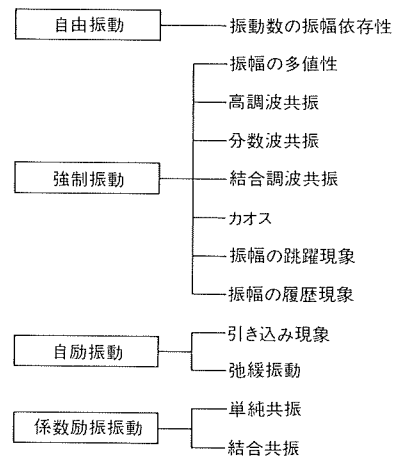 自由振動
振動数の振幅依存性
強制振動
振幅の多値性
高調波共振
分数波共振
結合調波共振
カオス
振幅の跳躍現象
振幅の履歴現象
自励振動
引き込み現象
弛緩振動
係数励振振動
単純共振
結合共振